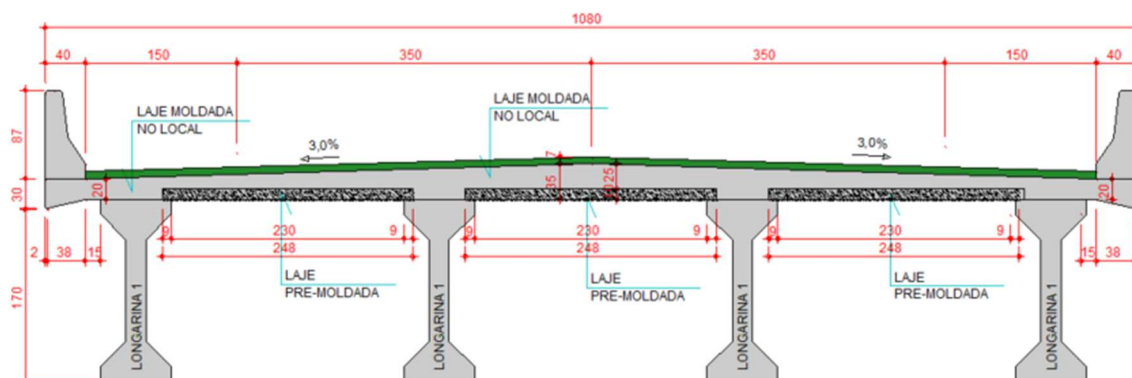 1080
40 150 350 350 150 40
LAJE MOLDADA
NO LOCAL
LAJE MOLDADA
NO LOCAL
87
3,0%
7
3,0%
30
20
35
20
9 230 9 9 230 9 9 230 9
2 38 15 248 248 248 15 38
170
LAJE
PRE-MOLDADA
LAJE
PRE-MOLDADA
LAJE
PRE-MOLDADA
LONGARINA 1
LONGARINA 1
LONGARINA 1
LONGARINA 1